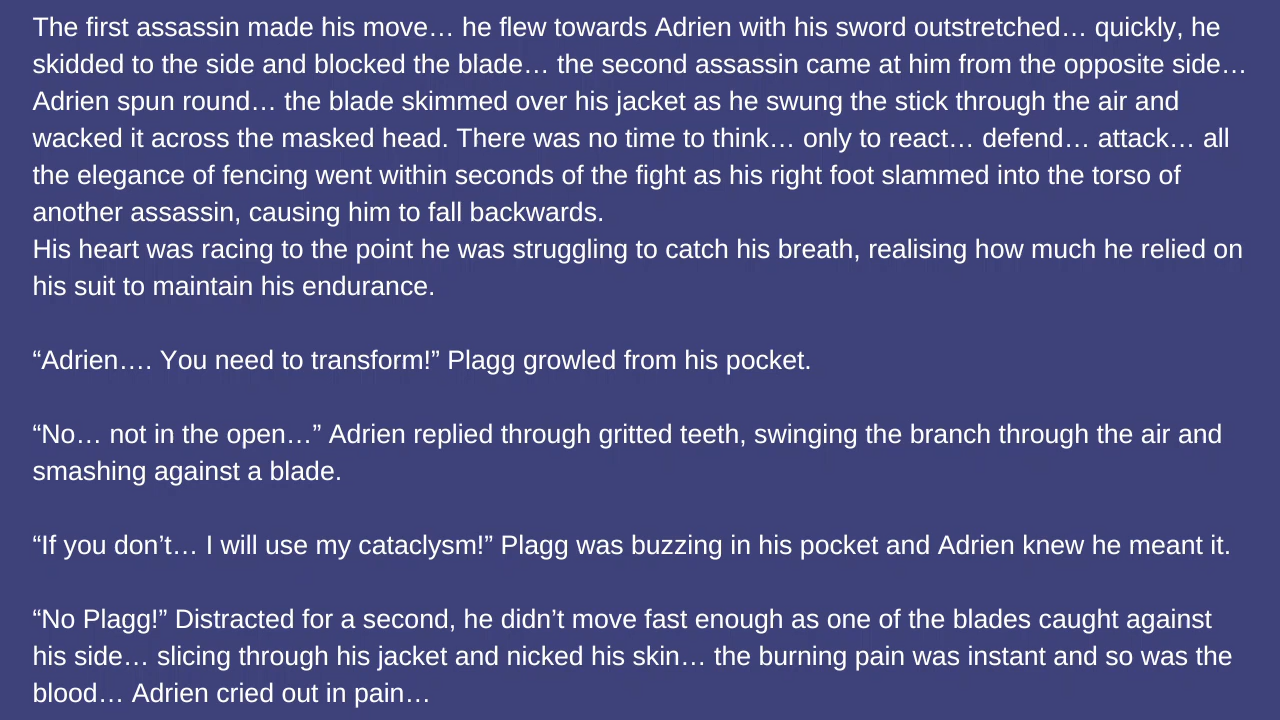 The first assassin made his move… he flew towards Adrien with his sword outstretched… quickly, he
skidded to the side and blocked the blade… the second assassin came at him from the opposite side…
Adrien spun round… the blade skimmed over his jacket as he swung the stick through the air and
wacked it across the masked head. There was no time to think… only to react… defend… attack… all
the elegance of fencing went within seconds of the fight as his right foot slammed into the torso of
another assassin, causing him to fall backwards.
His heart was racing to the point he was struggling to catch his breath, realising how much he relied on
his suit to maintain his endurance.
“Adrien…. You need to transform!” Plagg growled from his pocket.
“No… not in the open…” Adrien replied through gritted teeth, swinging the branch through the air and
smashing against a blade.
“If you don’t… I will use my cataclysm!” Plagg was buzzing in his pocket and Adrien knew he meant it.
“No Plagg!” Distracted for a second, he didn’t move fast enough as one of the blades caught against
his side… slicing through his jacket and nicked his skin… the burning pain was instant and so was the
blood… Adrien cried out in pain…